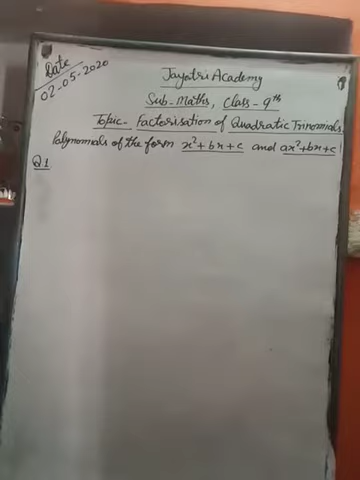 Date
02-05-2020
Jayatri Academy
Sub-Maths, Class-9th
Topic- Factorisation of Quadratic Trinomials.
Polynomials of the form x²+bx+c and ax²+bx+c
Q1